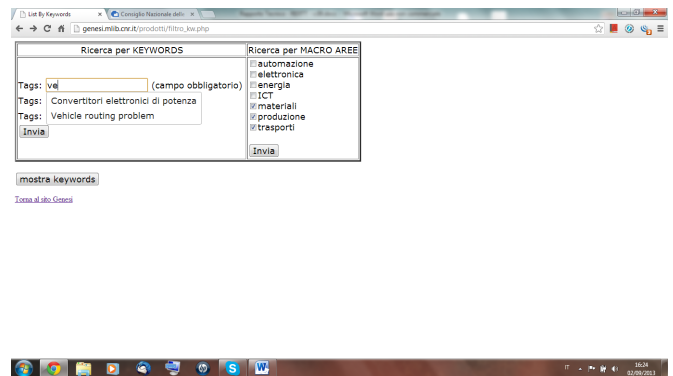 List By Keywords
Consiglio Nazionale delle
genesi.mlib.cnr.it/prodotti/filtro_kw.php
Ricerca per KEYWORDS
Ricerca per MACRO AREE
Tags: ve (campo obbligatorio)
Tags:
Tags:
Convertitori elettronici di potenza
Vehicle routing problem
Invia
automazione
elettronica
energia
ICT
materiali
produzione
trasporti
Invia
mostra keywords
Torna al sito Genesi
IT
16:24
02/09/2013